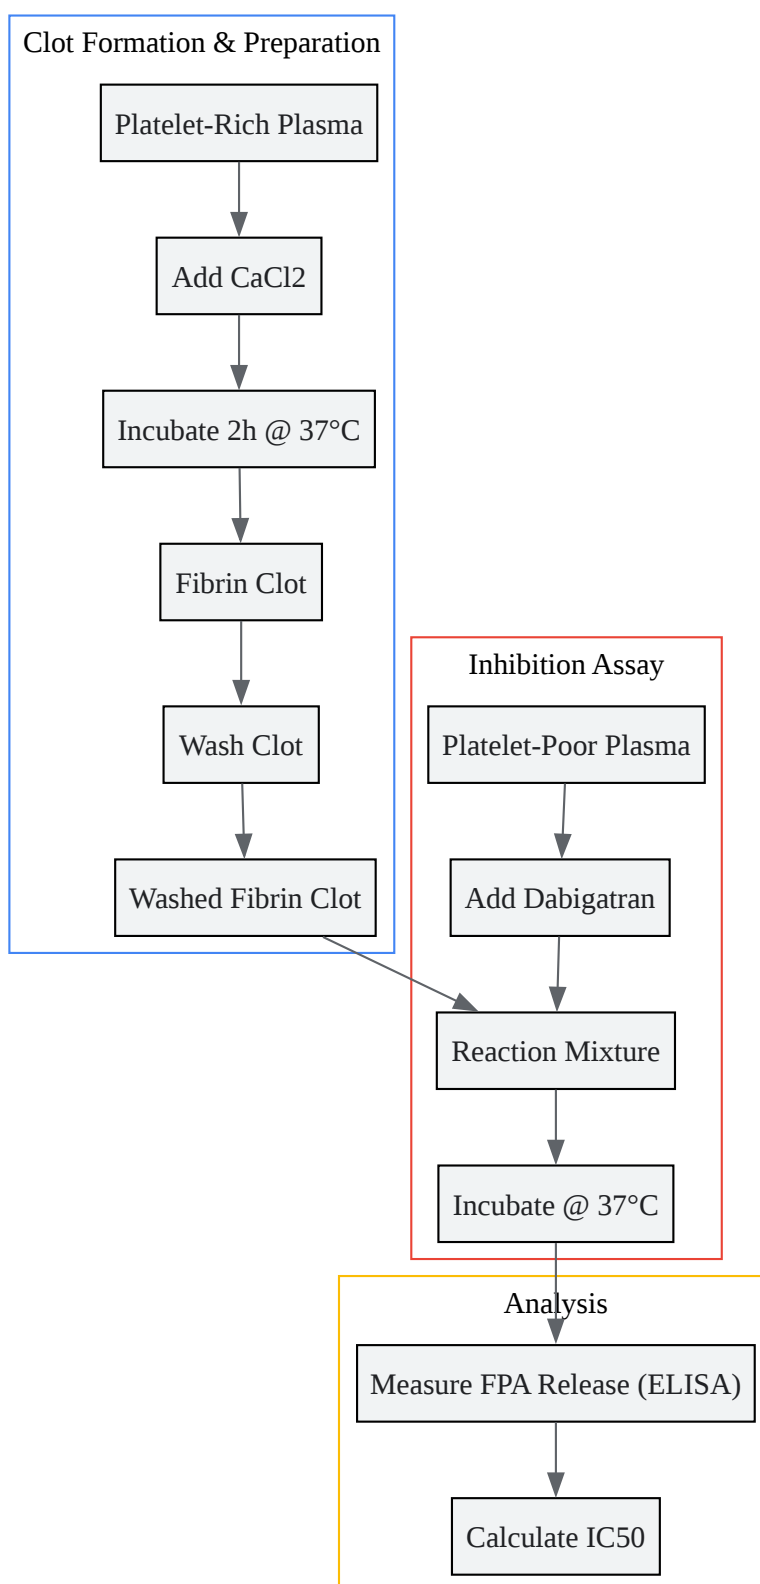 Clot Formation & Preparation
Platelet-Rich Plasma
Add CaCl2
Incubate 2h @ 37°C
Fibrin Clot
Wash Clot
Washed Fibrin Clot
Inhibition Assay
Platelet-Poor Plasma
Add Dabigatran
Reaction Mixture
Incubate @ 37°C
Analysis
Measure FPA Release (ELISA)
Calculate IC50